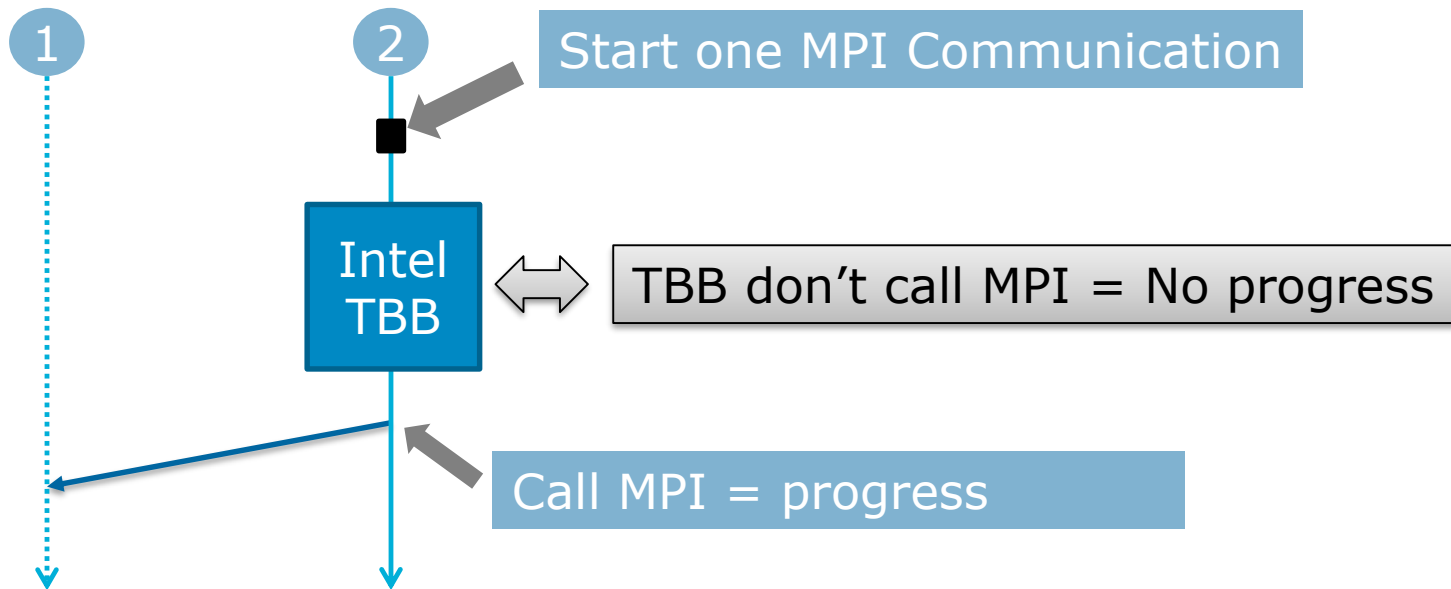 1
2
Start one MPI Communication
Intel
TBB
TBB don’t call MPI = No progress
Call MPI = progress